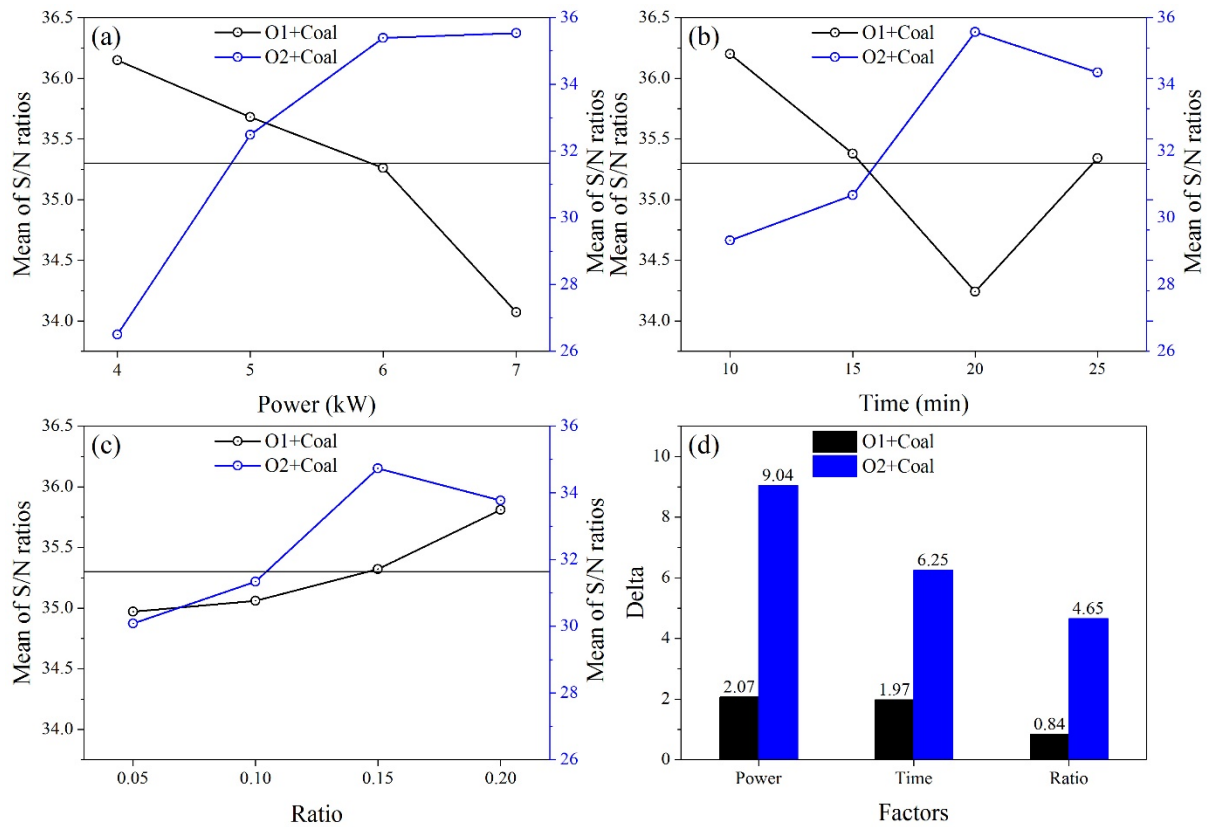 (a)
O1+Coal
O2+Coal
Mean of S/N ratios
36.5
36.0
35.5
35.0
34.5
34.0
36
34
32
30
28
26
Mean of S/N ratios
4
5
6
7
Power (kW)
(b)
O1+Coal
O2+Coal
Mean of S/N ratios
36.5
36.0
35.5
35.0
34.5
34.0
36
34
32
30
28
26
Mean of S/N ratios
10
15
20
25
Time (min)
(c)
O1+Coal
O2+Coal
Mean of S/N ratios
36.5
36.0
35.5
35.0
34.5
34.0
36
34
32
30
28
26
Mean of S/N ratios
0.05
0.10
0.15
0.20
Ratio
(d)
O1+Coal
O2+Coal
Delta
10
8
6
4
2
0
2.07
9.04
1.97
6.25
0.84
4.65
Power
Time
Ratio
Factors